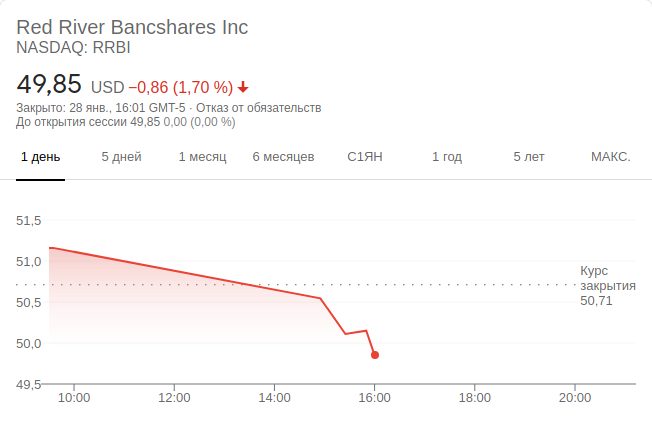 Red River Bancshares Inc
NASDAQ: RRBI
49,85 USD −0,86 (1,70 %)
Закрыто: 28 янв., 16:01 GMT-5 · Отказ от обязательств
До открытия сессии 49,85 0,00 (0,00 %)
1 день 5 дней 1 месяц 6 месяцев С1ЯН 1 год 5 лет МАКС.
51,5
51,0
Курс
закрытия
50,71
50,5
50,0
49,5
10:00 12:00 14:00 16:00 18:00 20:00